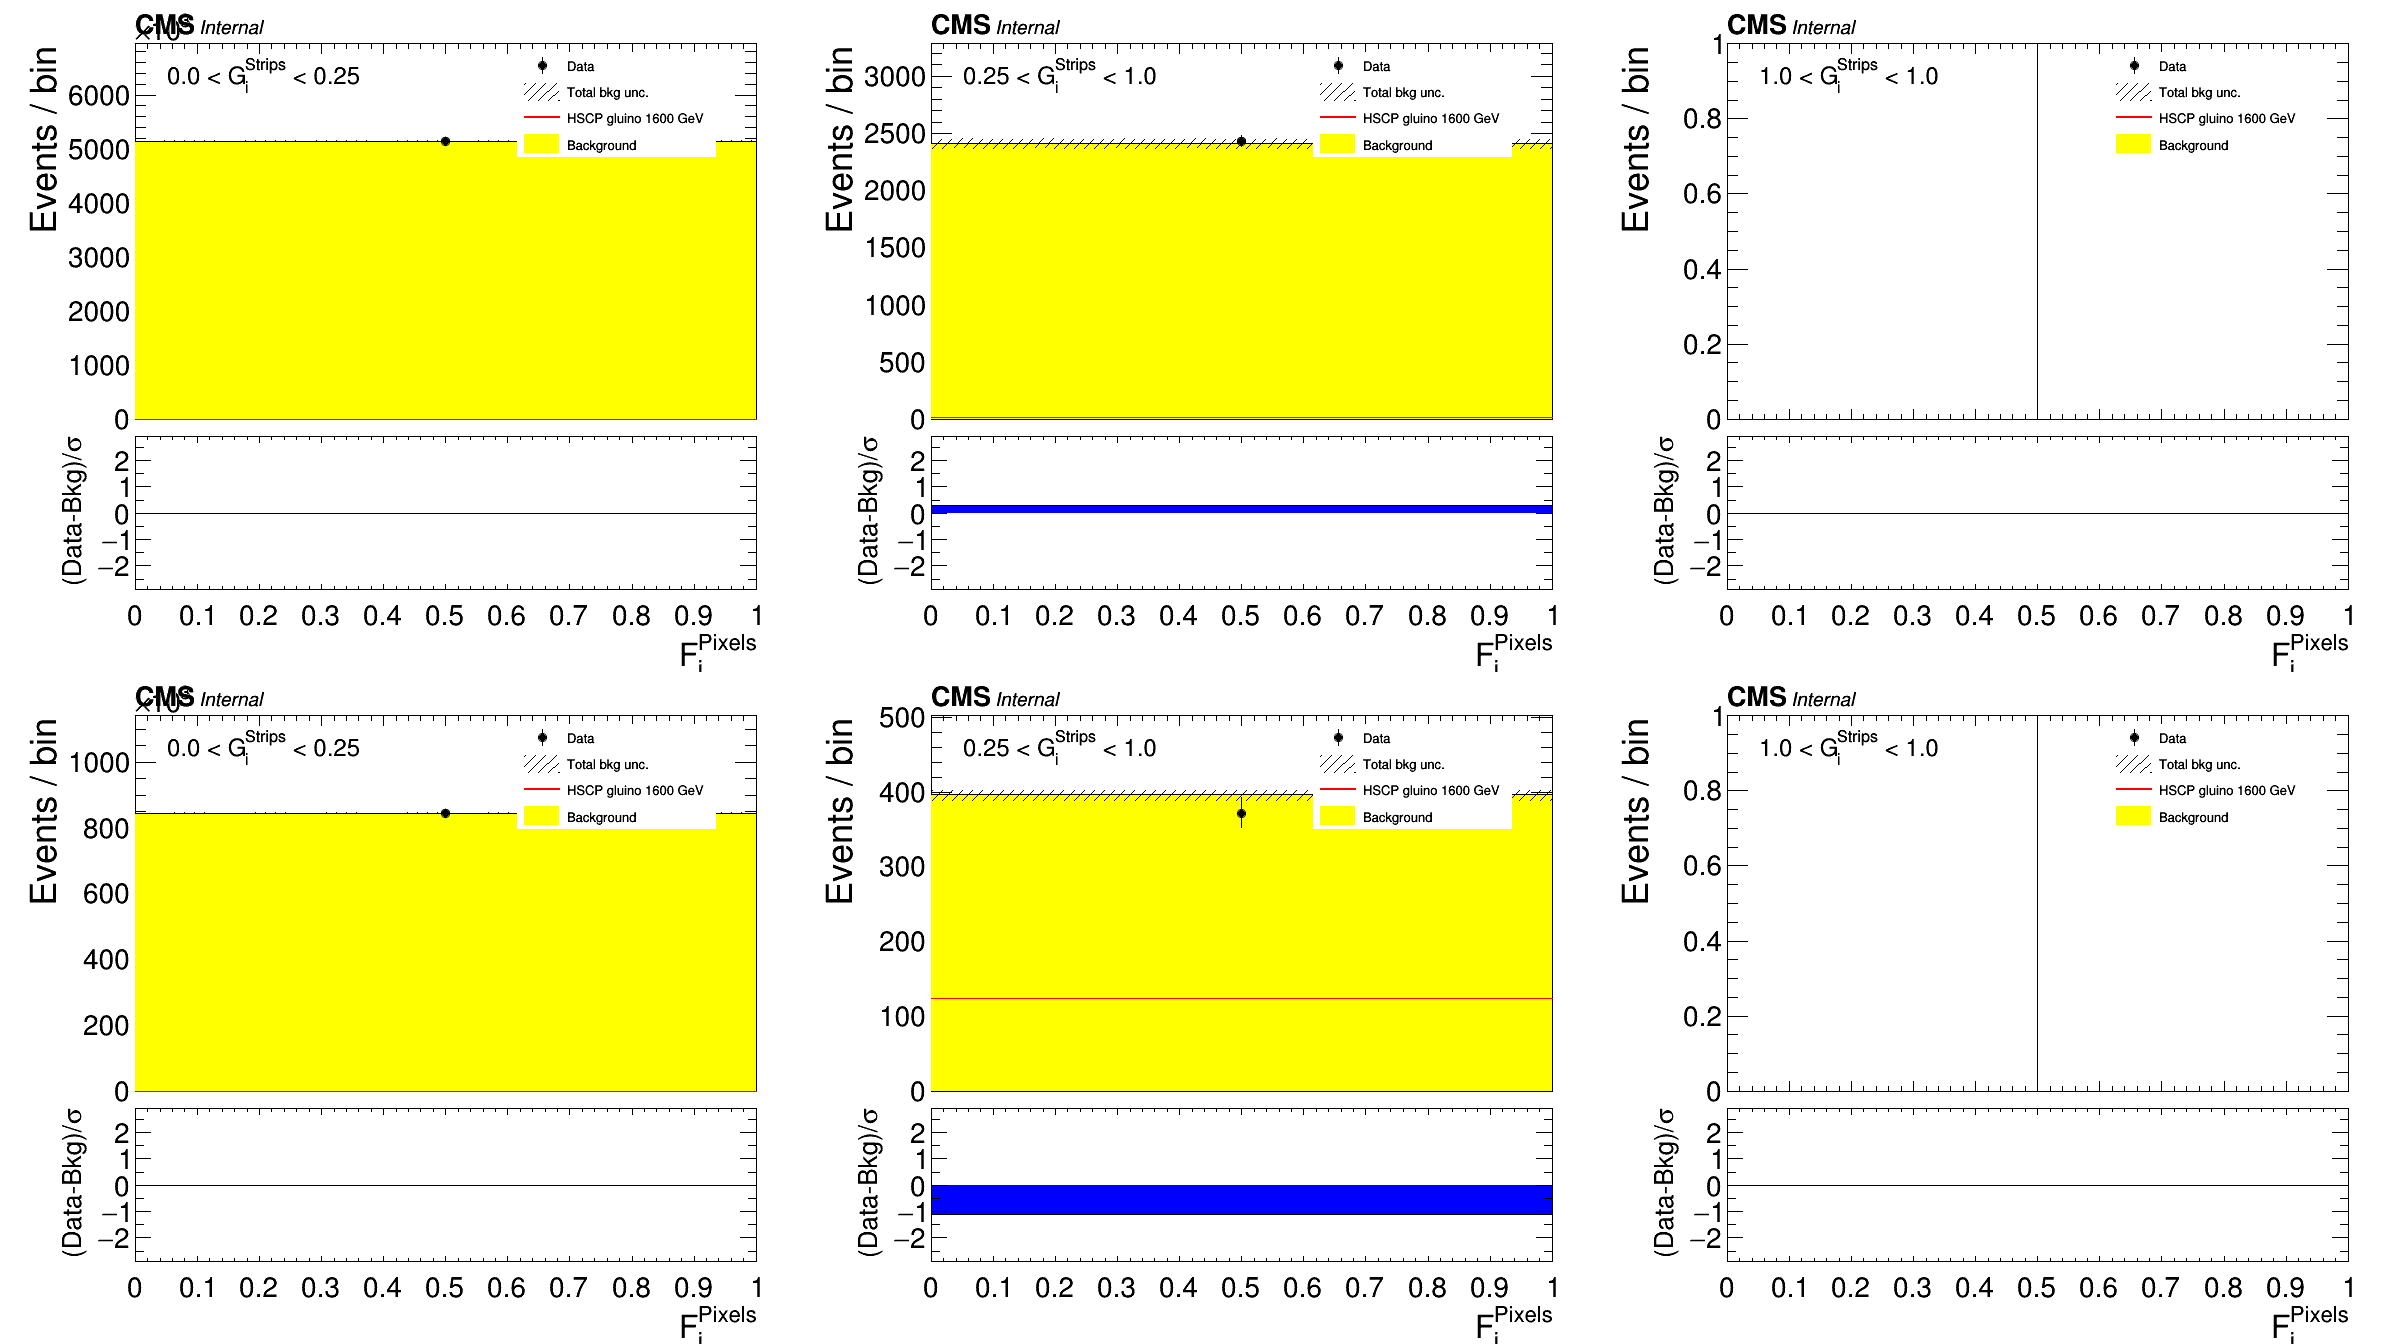 CMS Internal
Events / bin
0.0 < G_i^Strips < 0.25
Data
Total bkg unc.
HSCP gluino 1600 GeV
Background
6000
5000
4000
3000
2000
1000
0
(Data-Bkg)/σ
2
1
0
−1
−2
0 0.1 0.2 0.3 0.4 0.5 0.6 0.7 0.8 0.9 1
F_i^Pixels
CMS Internal
Events / bin
0.25 < G_i^Strips < 1.0
Data
Total bkg unc.
HSCP gluino 1600 GeV
Background
3000
2500
2000
1500
1000
500
0
(Data-Bkg)/σ
2
1
0
−1
−2
0 0.1 0.2 0.3 0.4 0.5 0.6 0.7 0.8 0.9 1
F_i^Pixels
CMS Internal
Events / bin
1.0 < G_i^Strips < 1.0
Data
Total bkg unc.
HSCP gluino 1600 GeV
Background
1
0.8
0.6
0.4
0.2
0
(Data-Bkg)/σ
2
1
0
−1
−2
0 0.1 0.2 0.3 0.4 0.5 0.6 0.7 0.8 0.9 1
F_i^Pixels
CMS Internal
Events / bin
0.0 < G_i^Strips < 0.25
Data
Total bkg unc.
HSCP gluino 1600 GeV
Background
1000
800
600
400
200
0
(Data-Bkg)/σ
2
1
0
−1
−2
0 0.1 0.2 0.3 0.4 0.5 0.6 0.7 0.8 0.9 1
F_i^Pixels
CMS Internal
Events / bin
0.25 < G_i^Strips < 1.0
Data
Total bkg unc.
HSCP gluino 1600 GeV
Background
500
400
300
200
100
0
(Data-Bkg)/σ
2
1
0
−1
−2
0 0.1 0.2 0.3 0.4 0.5 0.6 0.7 0.8 0.9 1
F_i^Pixels
CMS Internal
Events / bin
1.0 < G_i^Strips < 1.0
Data
Total bkg unc.
HSCP gluino 1600 GeV
Background
1
0.8
0.6
0.4
0.2
0
(Data-Bkg)/σ
2
1
0
−1
−2
0 0.1 0.2 0.3 0.4 0.5 0.6 0.7 0.8 0.9 1
F_i^Pixels